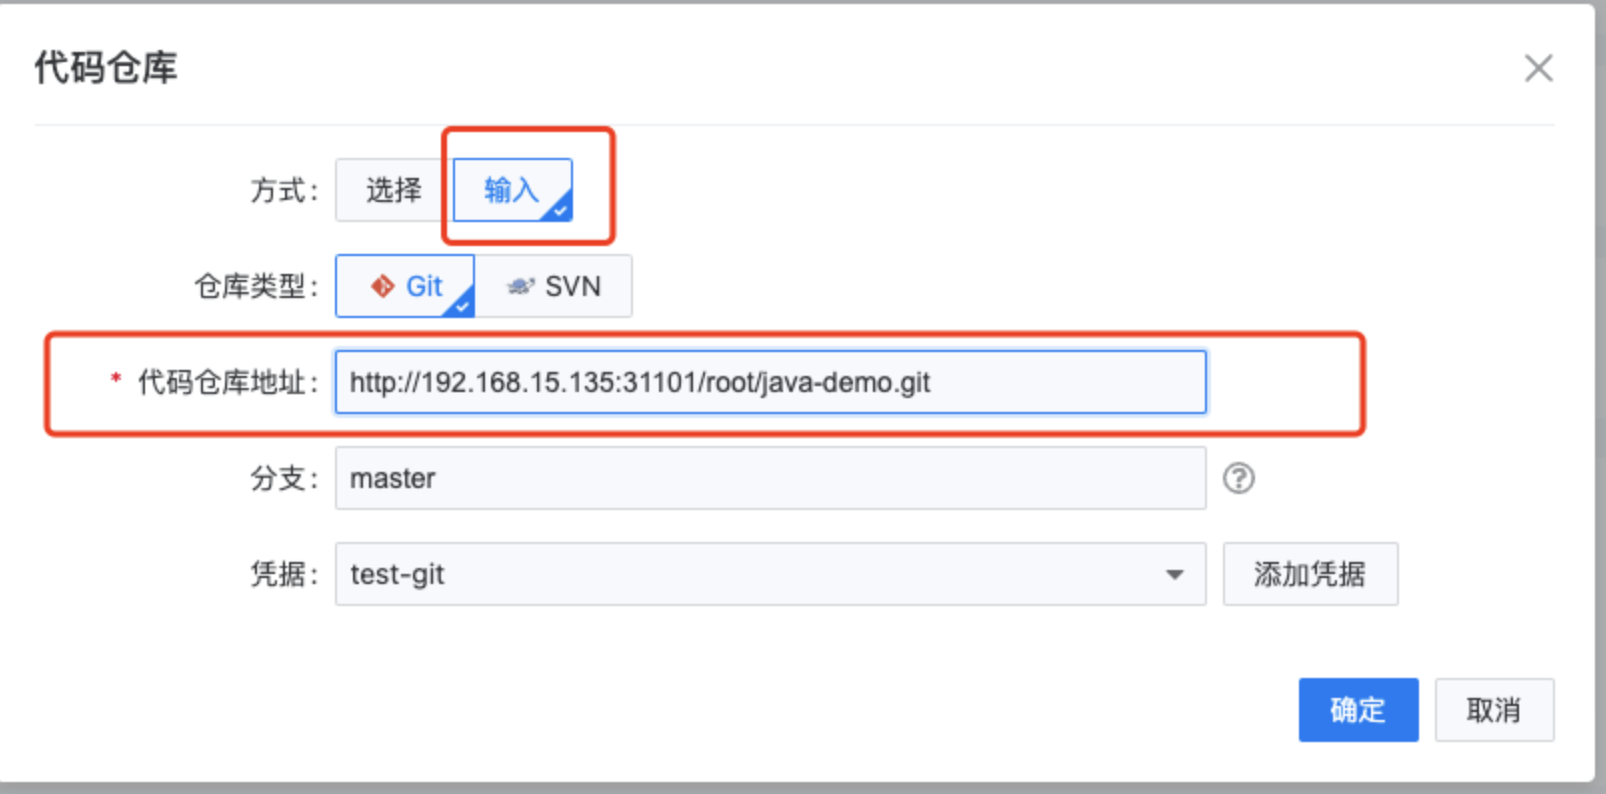 代码仓库
方式： 选择 输入
仓库类型： Git SVN
* 代码仓库地址： http://192.168.15.135:31101/root/java-demo.git
分支： master
凭据： test-git 添加凭据
确定 取消